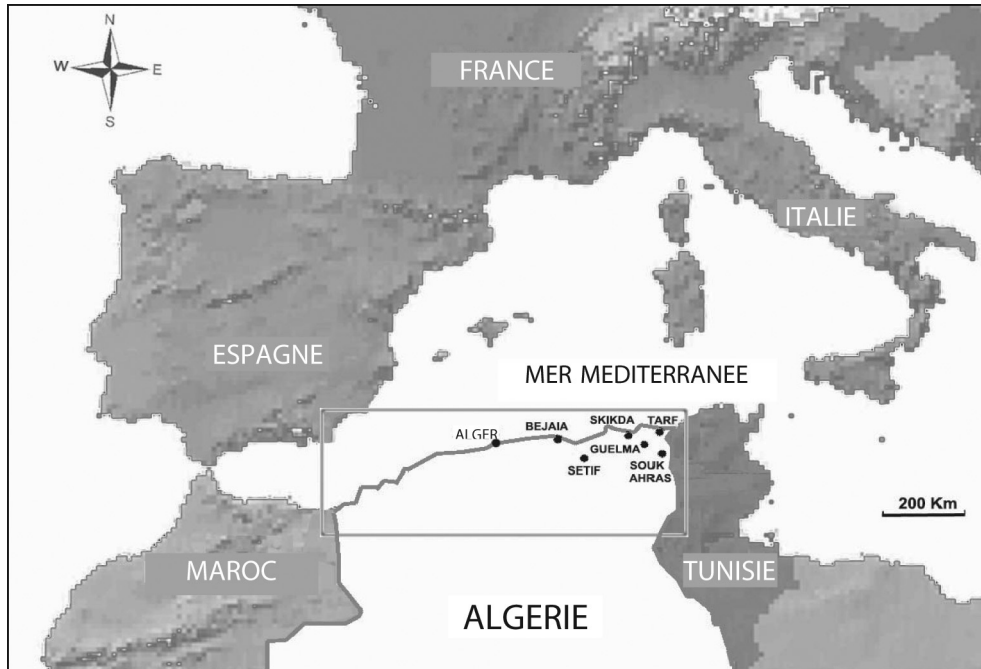 N
W
E
S
FRANCE
ITALIE
ESPAGNE
MER MEDITERRANEE
ALGER
BEJAIA
SKIKDA
TARF
GUELMA
SETIF
SOUK
AHRAS
200 Km
MAROC
TUNISIE
ALGERIE